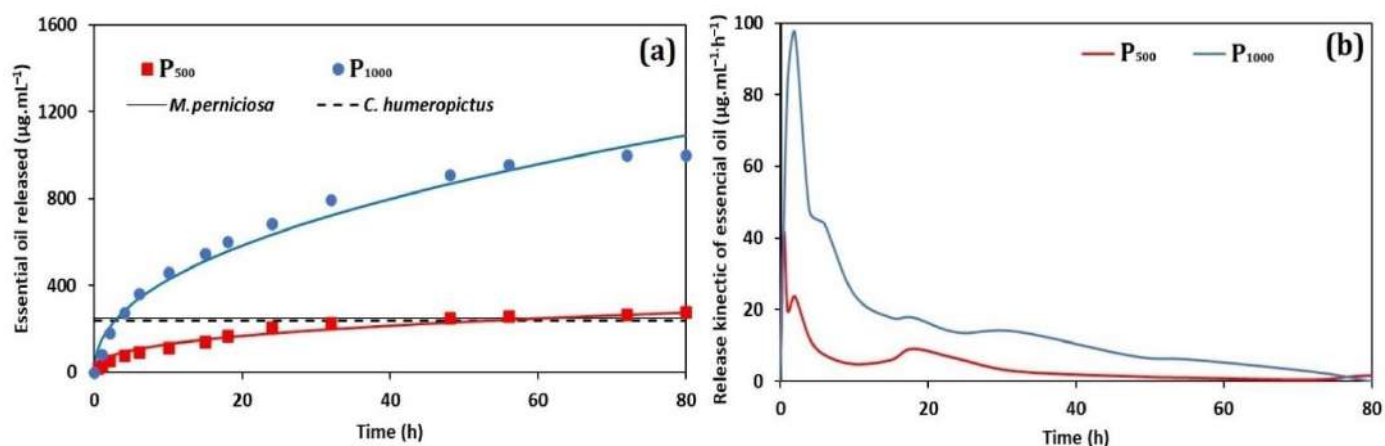 1600
1200
800
400
0
0
20
40
60
80
Essential oil released (µg.mL⁻¹)
Time (h)
(a)
P₅₀₀
P₁₀₀₀
M.perniciosa
C. humeropictus
100
80
60
40
20
0
0
20
40
60
80
Release kinectic of essencial oil (µg.mL⁻¹·h⁻¹)
Time (h)
(b)
P₅₀₀
P₁₀₀₀